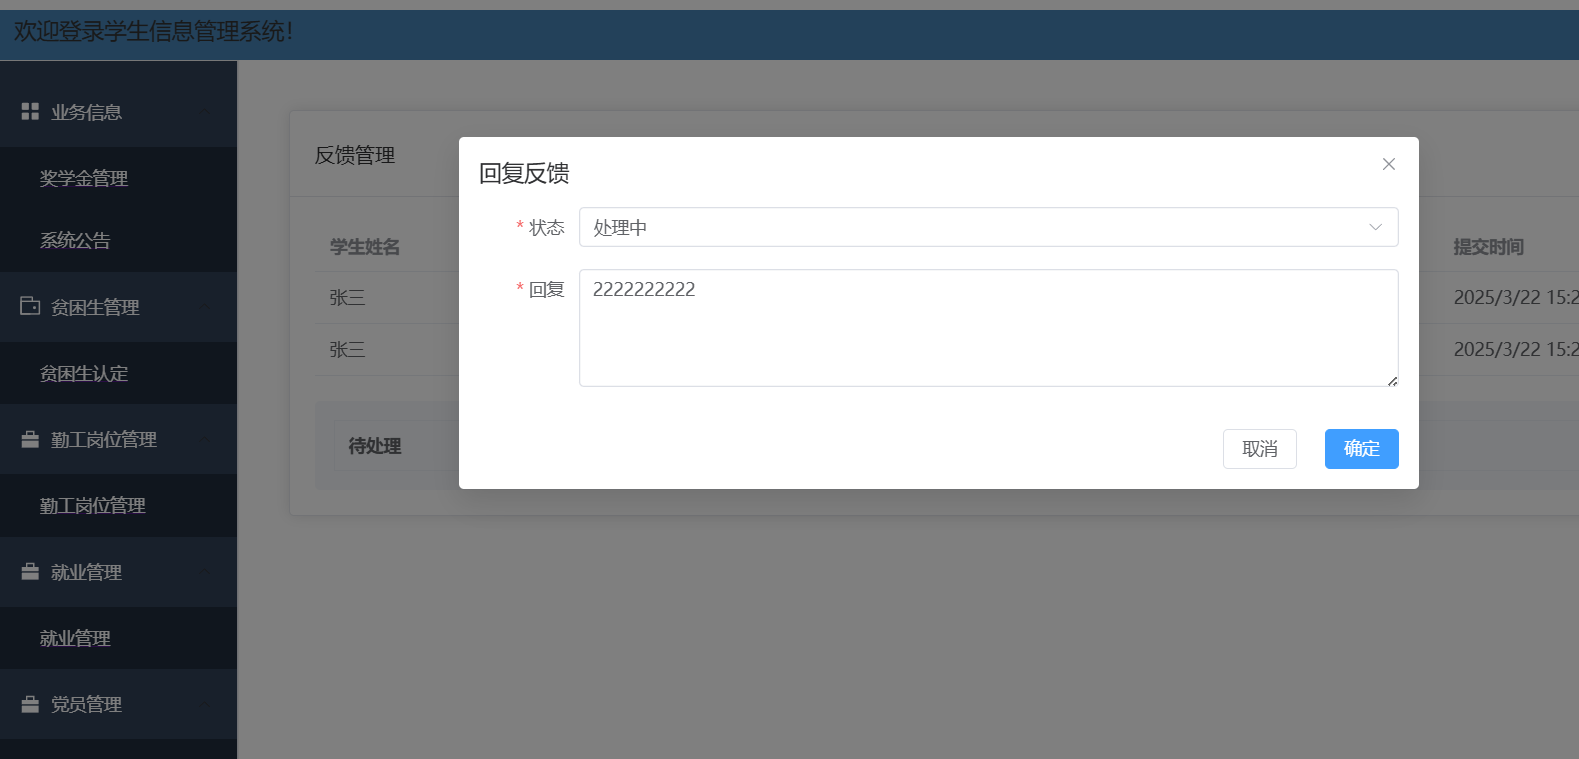 欢迎登录学生信息管理系统!
业务信息
奖学金管理
系统公告
贫困生管理
贫困生认定
勤工岗位管理
勤工岗位管理
就业管理
就业管理
党员管理
反馈管理
学生姓名
提交时间
张三
2025/3/22 15:2
张三
2025/3/22 15:2
待处理
回复反馈
* 状态
处理中
* 回复
2222222222
取消
确定